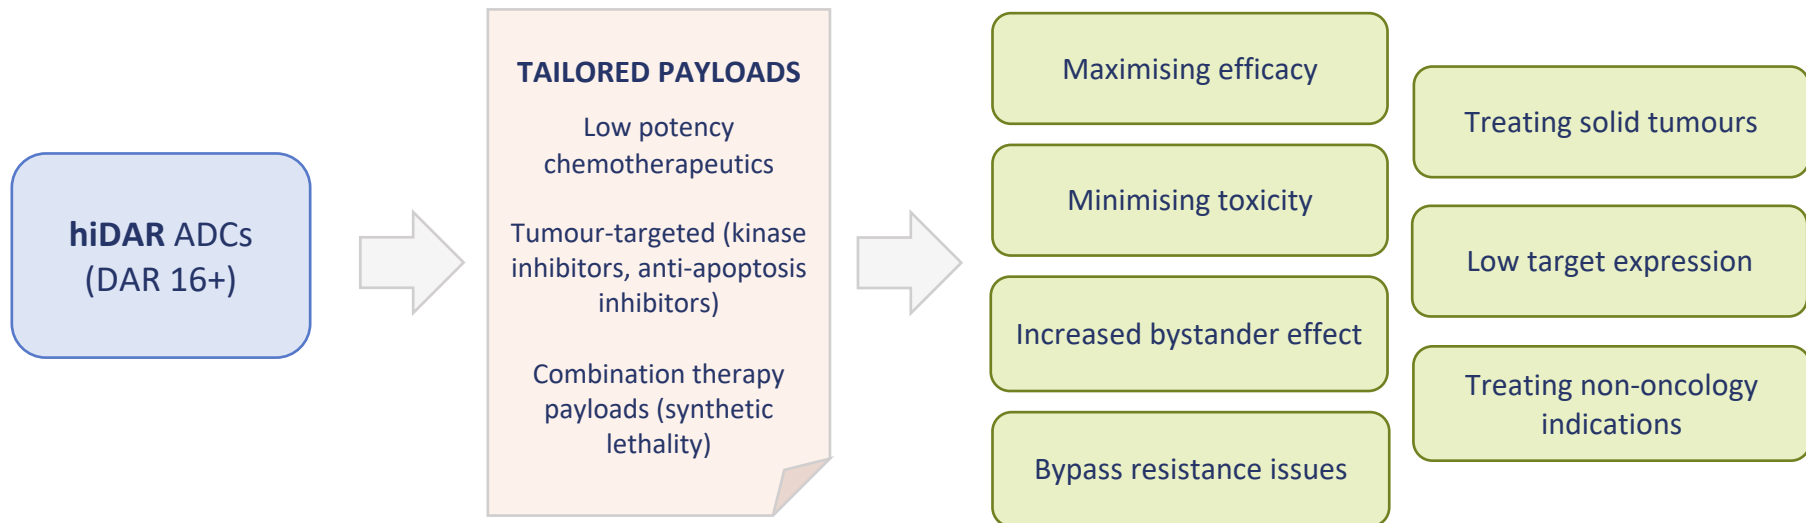 hiDAR ADCs
(DAR 16+)
TAILORED PAYLOADS
Low potency
chemotherapeutics
Tumour-targeted (kinase
inhibitors, anti-apoptosis
inhibitors)
Combination therapy
payloads (synthetic
lethality)
Maximising efficacy
Minimising toxicity
Increased bystander effect
Bypass resistance issues
Treating solid tumours
Low target expression
Treating non-oncology
indications